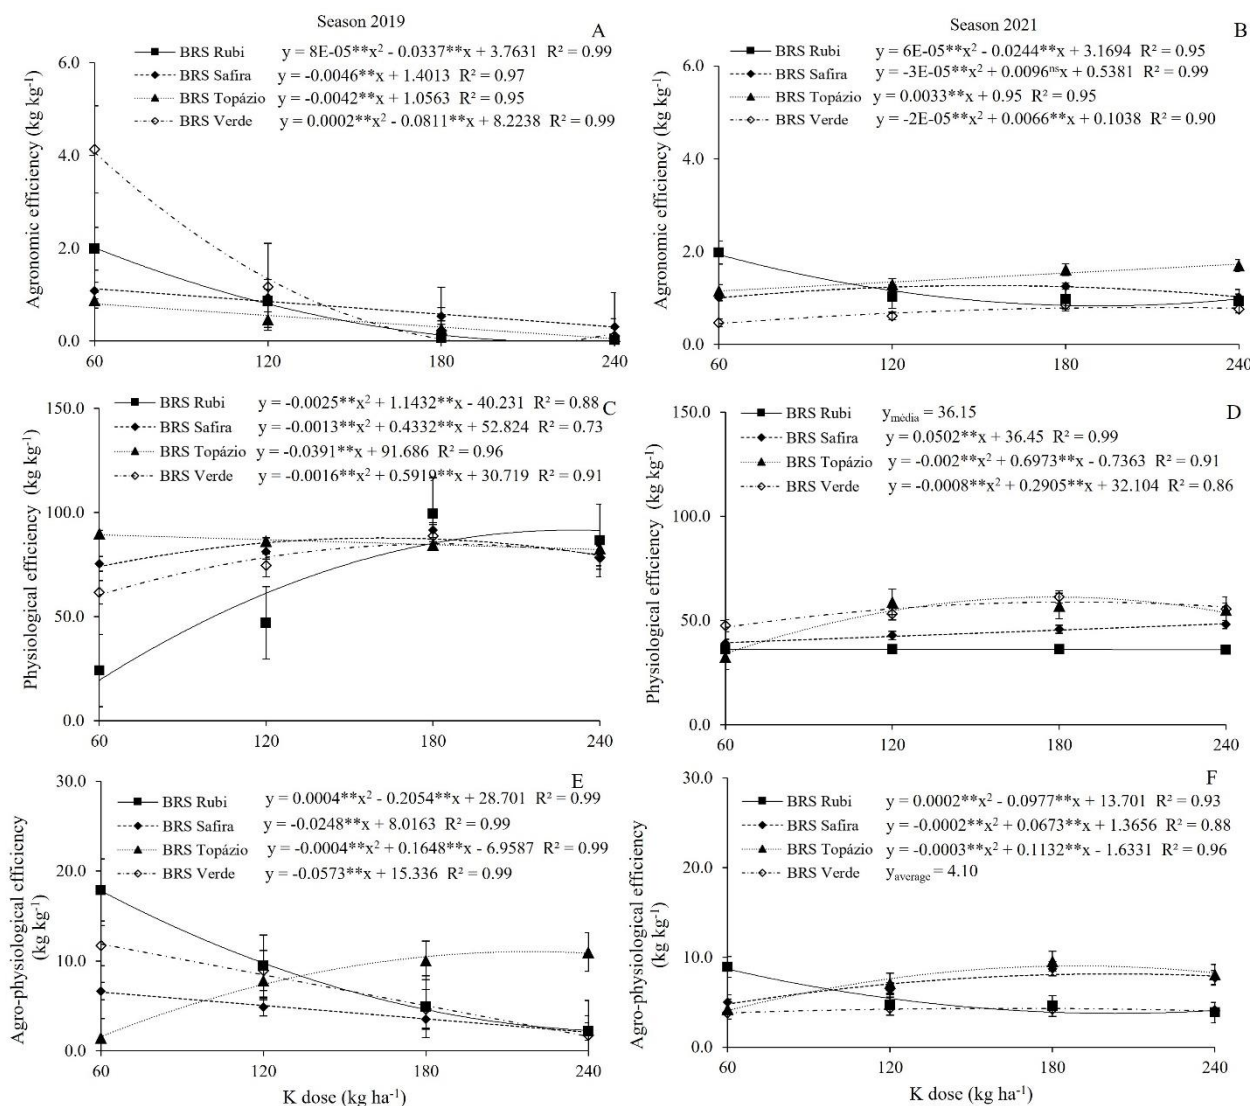 Season 2019
A
BRS Rubi y = 8E-05**x² - 0.0337**x + 3.7631 R² = 0.99
BRS Safira y = -0.0046**x + 1.4013 R² = 0.97
BRS Topázio y = -0.0042**x + 1.0563 R² = 0.95
BRS Verde y = 0.0002**x² - 0.0811**x + 8.2238 R² = 0.99
Agronomic efficiency (kg kg⁻¹)
6.0
4.0
2.0
0.0
60 120 180 240
Season 2021
B
BRS Rubi y = 6E-05**x² - 0.0244**x + 3.1694 R² = 0.95
BRS Safira y = -3E-05**x² + 0.0096ⁿˢx + 0.5381 R² = 0.99
BRS Topázio y = 0.0033**x + 0.95 R² = 0.95
BRS Verde y = -2E-05**x² + 0.0066**x + 0.1038 R² = 0.90
Agronomic efficiency (kg kg⁻¹)
6.0
4.0
2.0
0.0
60 120 180 240
C
BRS Rubi y = -0.0025**x² + 1.1432**x - 40.231 R² = 0.88
BRS Safira y = -0.0013**x² + 0.4332**x + 52.824 R² = 0.73
BRS Topázio y = -0.0391**x + 91.686 R² = 0.96
BRS Verde y = -0.0016**x² + 0.5919**x + 30.719 R² = 0.91
Physiological efficiency (kg kg⁻¹)
150.0
100.0
50.0
0.0
60 120 180 240
D
BRS Rubi y média = 36.15
BRS Safira y = 0.0502**x + 36.45 R² = 0.99
BRS Topázio y = -0.002**x² + 0.6973**x - 0.7363 R² = 0.91
BRS Verde y = -0.0008**x² + 0.2905**x + 32.104 R² = 0.86
Physiological efficiency (kg kg⁻¹)
150.0
100.0
50.0
0.0
60 120 180 240
E
BRS Rubi y = 0.0004**x² - 0.2054**x + 28.701 R² = 0.99
BRS Safira y = -0.0248**x + 8.0163 R² = 0.99
BRS Topázio y = -0.0004**x² + 0.1648**x - 6.9587 R² = 0.99
BRS Verde y = -0.0573**x + 15.336 R² = 0.99
Agro-physiological efficiency
(kg kg⁻¹)
30.0
20.0
10.0
0.0
60 120 180 240
K dose (kg ha⁻¹)
F
BRS Rubi y = 0.0002**x² - 0.0977**x + 13.701 R² = 0.93
BRS Safira y = -0.0002**x² + 0.0673**x + 1.3656 R² = 0.88
BRS Topázio y = -0.0003**x² + 0.1132**x - 1.6331 R² = 0.96
BRS Verde y average = 4.10
Agro-physiological efficiency
(kg kg⁻¹)
30.0
20.0
10.0
0.0
60 120 180 240
K dose (kg ha⁻¹)